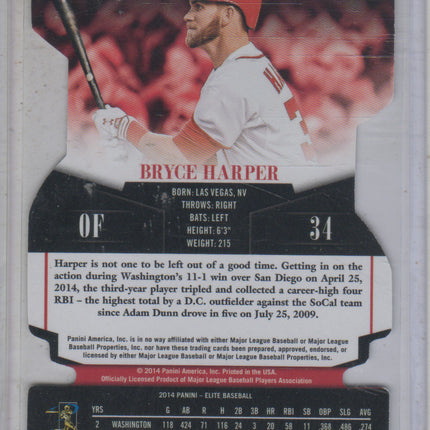 BRYCE HARPER
BORN: LAS VEGAS, NV
THROWS: RIGHT
OF
BATS: LEFT
34
HEIGHT: 6'3"
WEIGHT: 215
Harper is not one to be left out of a good time. Getting in on the
action during Washington's 11-1 win over San Diego on April 25,
2014, the third-year player tripled and collected a career-high four
RBI – the highest total by a D.C. outfielder against the SoCal team
since Adam Dunn drove in five on July 25, 2009.
Panini America, Inc. is in no way affiliated with either Major League Baseball or Major League
Baseball Properties, Inc. nor have these trading cards been prepared, approved, endorsed, or
licensed by either Major League Baseball or Major League Baseball Properties, Inc.
© 2014 Panini America, Inc. Printed in the USA.
Officially Licensed Product of Major League Baseball Players Association
2014 PANINI – ELITE BASEBALL
YRS G AB R H 2B 3B HR RBI SB BB OBP SLG AVG
2 WASHINGTON 118 424 71 116 24 3 20 58 11 61 368 486 274